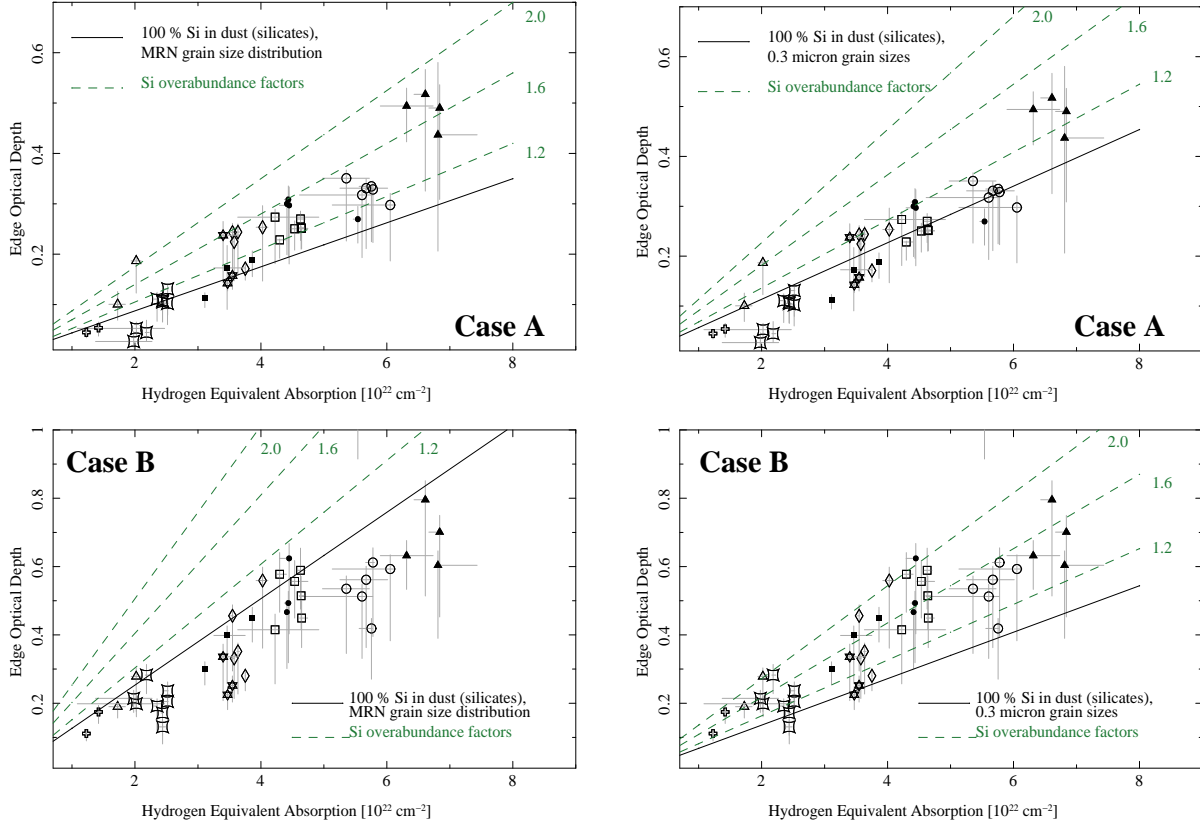 100 % Si in dust (silicates),
MRN grain size distribution
Si overabundance factors
2.0
1.6
1.2
0.6
0.4
0.2
Edge Optical Depth
Case A
2
4
6
8
Hydrogen Equivalent Absorption [10²² cm⁻²]
100 % Si in dust (silicates),
0.3 micron grain sizes
Si overabundance factors
2.0
1.6
1.2
0.6
0.4
0.2
Edge Optical Depth
Case A
2
4
6
8
Hydrogen Equivalent Absorption [10²² cm⁻²]
Case B
2.0
1.6
1.2
1
0.8
0.6
0.4
0.2
Edge Optical Depth
100 % Si in dust (silicates),
MRN grain size distribution
Si overabundance factors
2
4
6
8
Hydrogen Equivalent Absorption [10²² cm⁻²]
Case B
2.0
1.6
1.2
1
0.8
0.6
0.4
0.2
Edge Optical Depth
100 % Si in dust (silicates),
0.3 micron grain sizes
Si overabundance factors
2
4
6
8
Hydrogen Equivalent Absorption [10²² cm⁻²]